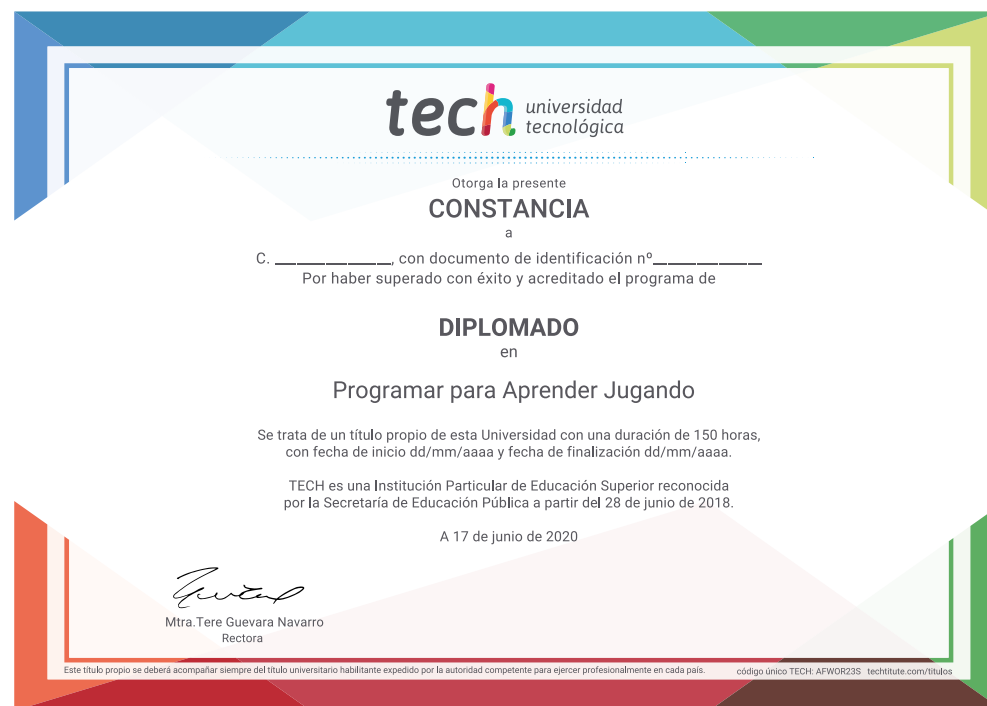 tech universidad
tecnológica
Otorga la presente
CONSTANCIA
a
C. ____________, con documento de identificación nº____________
Por haber superado con éxito y acreditado el programa de
DIPLOMADO
en
Programar para Aprender Jugando
Se trata de un título propio de esta Universidad con una duración de 150 horas,
con fecha de inicio dd/mm/aaaa y fecha de finalización dd/mm/aaaa.
TECH es una Institución Particular de Educación Superior reconocida
por la Secretaría de Educación Pública a partir del 28 de junio de 2018.
A 17 de junio de 2020
Mtra.Tere Guevara Navarro
Rectora
Este título propio se deberá acompañar siempre del título universitario habilitante expedido por la autoridad competente para ejercer profesionalmente en cada país.
código único TECH: AFWOR23S techtitute.com/titulos